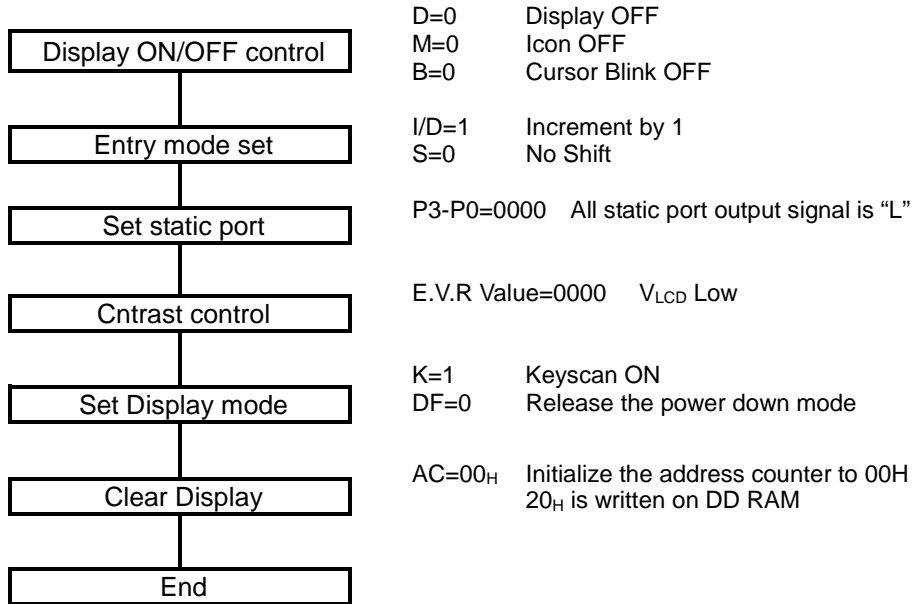 Display ON/OFF control
D=0 Display OFF
M=0 Icon OFF
B=0 Cursor Blink OFF
Entry mode set
I/D=1 Increment by 1
S=0 No Shift
Set static port
P3-P0=0000 All static port output signal is “L”
Cntrast control
E.V.R Value=0000 VLCD Low
Set Display mode
K=1 Keyscan ON
DF=0 Release the power down mode
Clear Display
AC=00H Initialize the address counter to 00H
20H is written on DD RAM
End